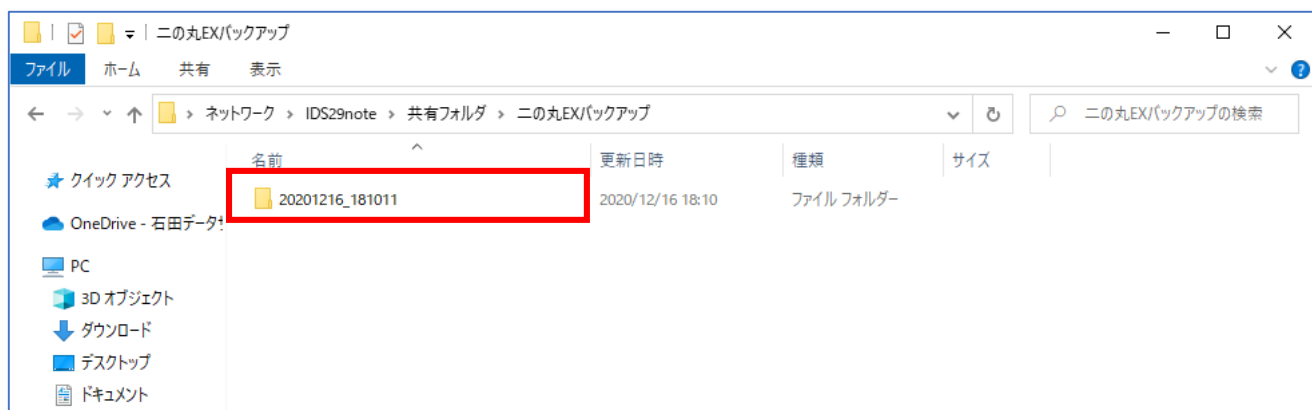 二の丸EXバックアップ
ファイル ホーム 共有 表示
ネットワーク > IDS29note > 共有フォルダ > 二の丸EXバックアップ 二の丸EXバックアップの検索
名前 更新日時 種類 サイズ
クイック アクセス
20201216_181011 2020/12/16 18:10 ファイル フォルダー
OneDrive - 石田データ
PC
3D オブジェクト
ダウンロード
デスクトップ
ドキュメント